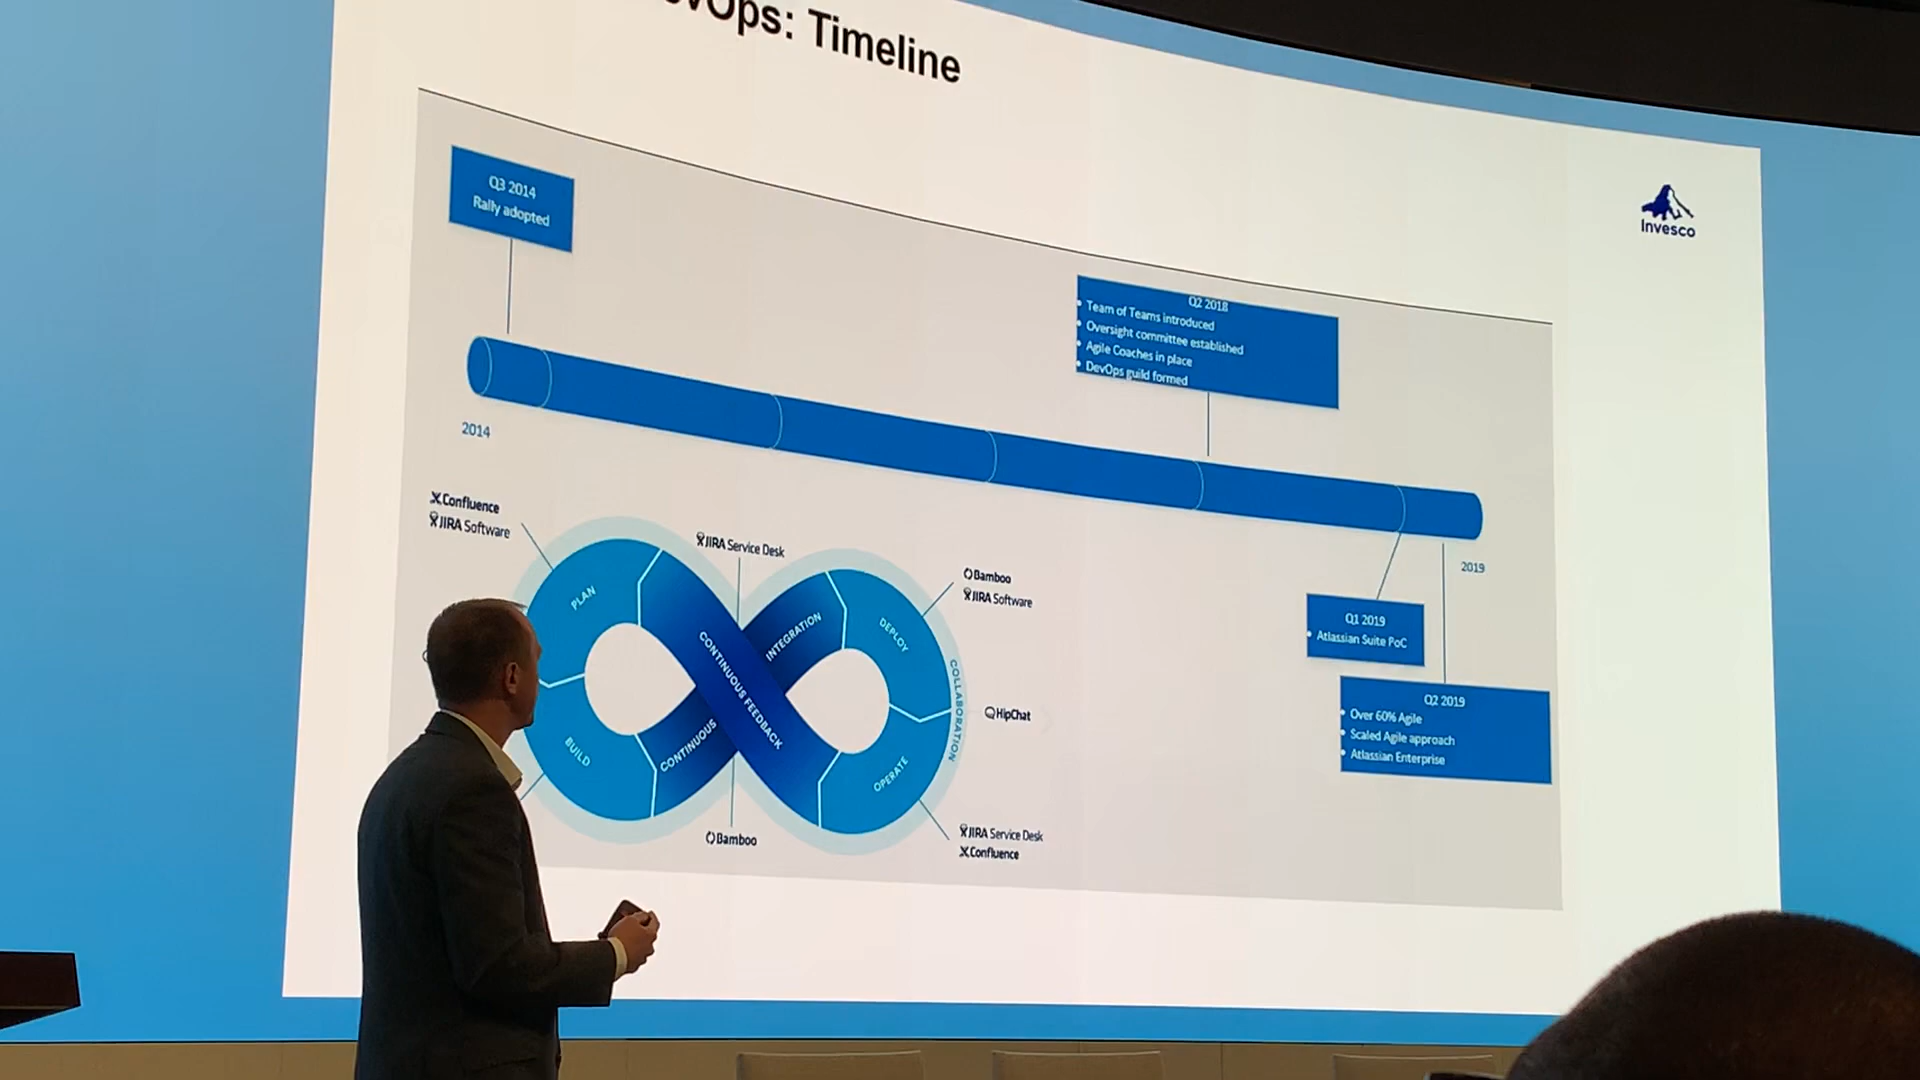 DevOps: Timeline
Invesco
Q3 2014
Rally adopted
Q2 2018
• Team of Teams introduced
• Oversight committee established
• Agile Coaches in place
• DevOps guild formed
2014
2019
Q1 2019
• Atlassian Suite PoC
Q2 2019
• Over 60% Agile
• Scaled Agile approach
• Atlassian Enterprise
Confluence
JIRA Software
JIRA Service Desk
Bamboo
JIRA Software
PLAN
BUILD
CONTINUOUS FEEDBACK
CONTINUOUS
INTEGRATION
DEPLOY
OPERATE
COLLABORATION
HipChat
Bamboo
JIRA Service Desk
Confluence